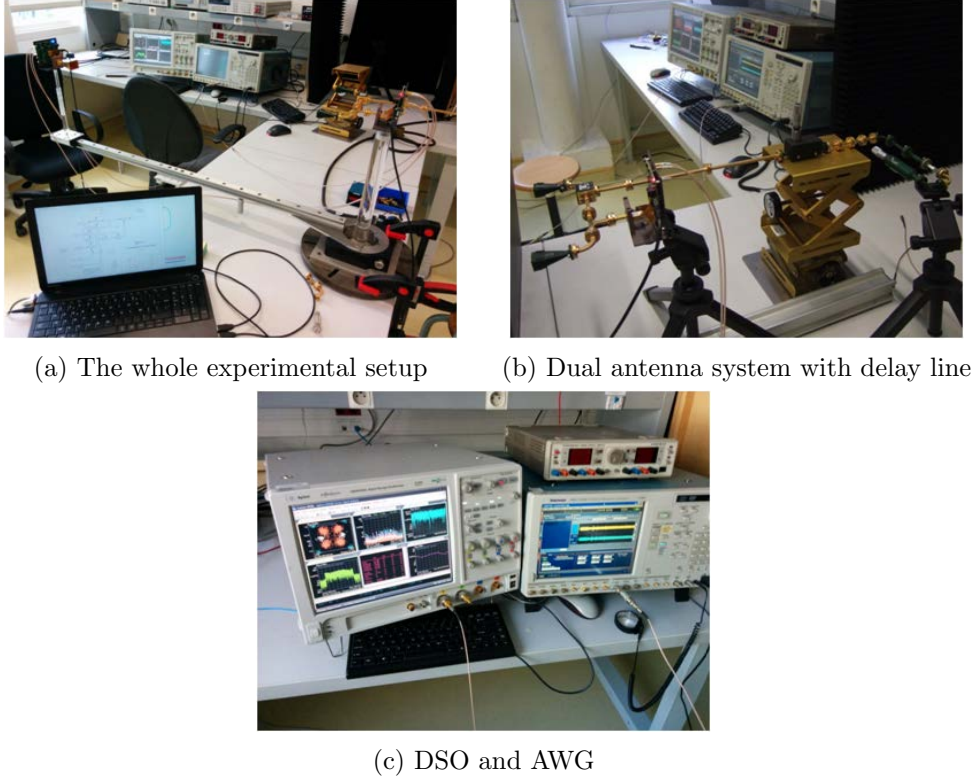 (a) The whole experimental setup
(b) Dual antenna system with delay line
(c) DSO and AWG